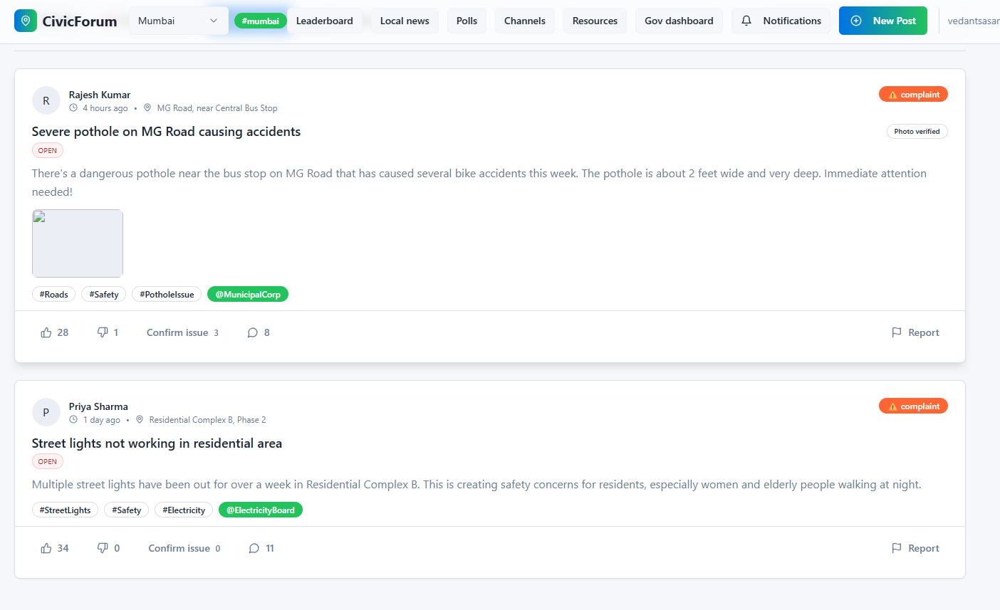 CivicForum Mumbai #mumbai Leaderboard Local news Polls Channels Resources Gov dashboard Notifications New Post vedantsasar
R Rajesh Kumar complaint
4 hours ago • MG Road, near Central Bus Stop
Severe pothole on MG Road causing accidents Photo verified
OPEN
There's a dangerous pothole near the bus stop on MG Road that has caused several bike accidents this week. The pothole is about 2 feet wide and very deep. Immediate attention
needed!
#Roads #Safety #PotholeIssue @MunicipalCorp
28 1 Confirm issue 3 8 Report
P Priya Sharma complaint
1 day ago • Residential Complex B, Phase 2
Street lights not working in residential area
OPEN
Multiple street lights have been out for over a week in Residential Complex B. This is creating safety concerns for residents, especially women and elderly people walking at night.
#StreetLights #Safety #Electricity @ElectricityBoard
34 0 Confirm issue 0 11 Report